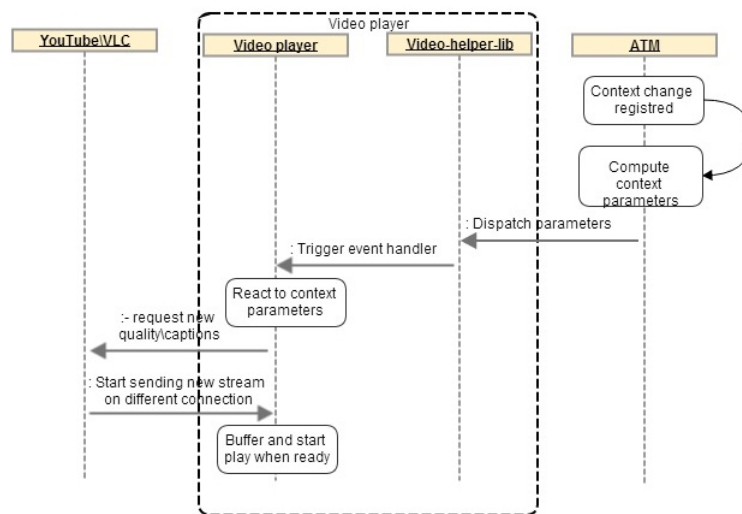 Video player
YouTube\VLC
Video player
Video-helper-lib
ATM
Context change
registred
Compute
context
parameters
: Dispatch parameters
: Trigger event handler
React to context
parameters
:- request new
quality\captions
: Start sending new stream
on different connection
Buffer and start
play when ready